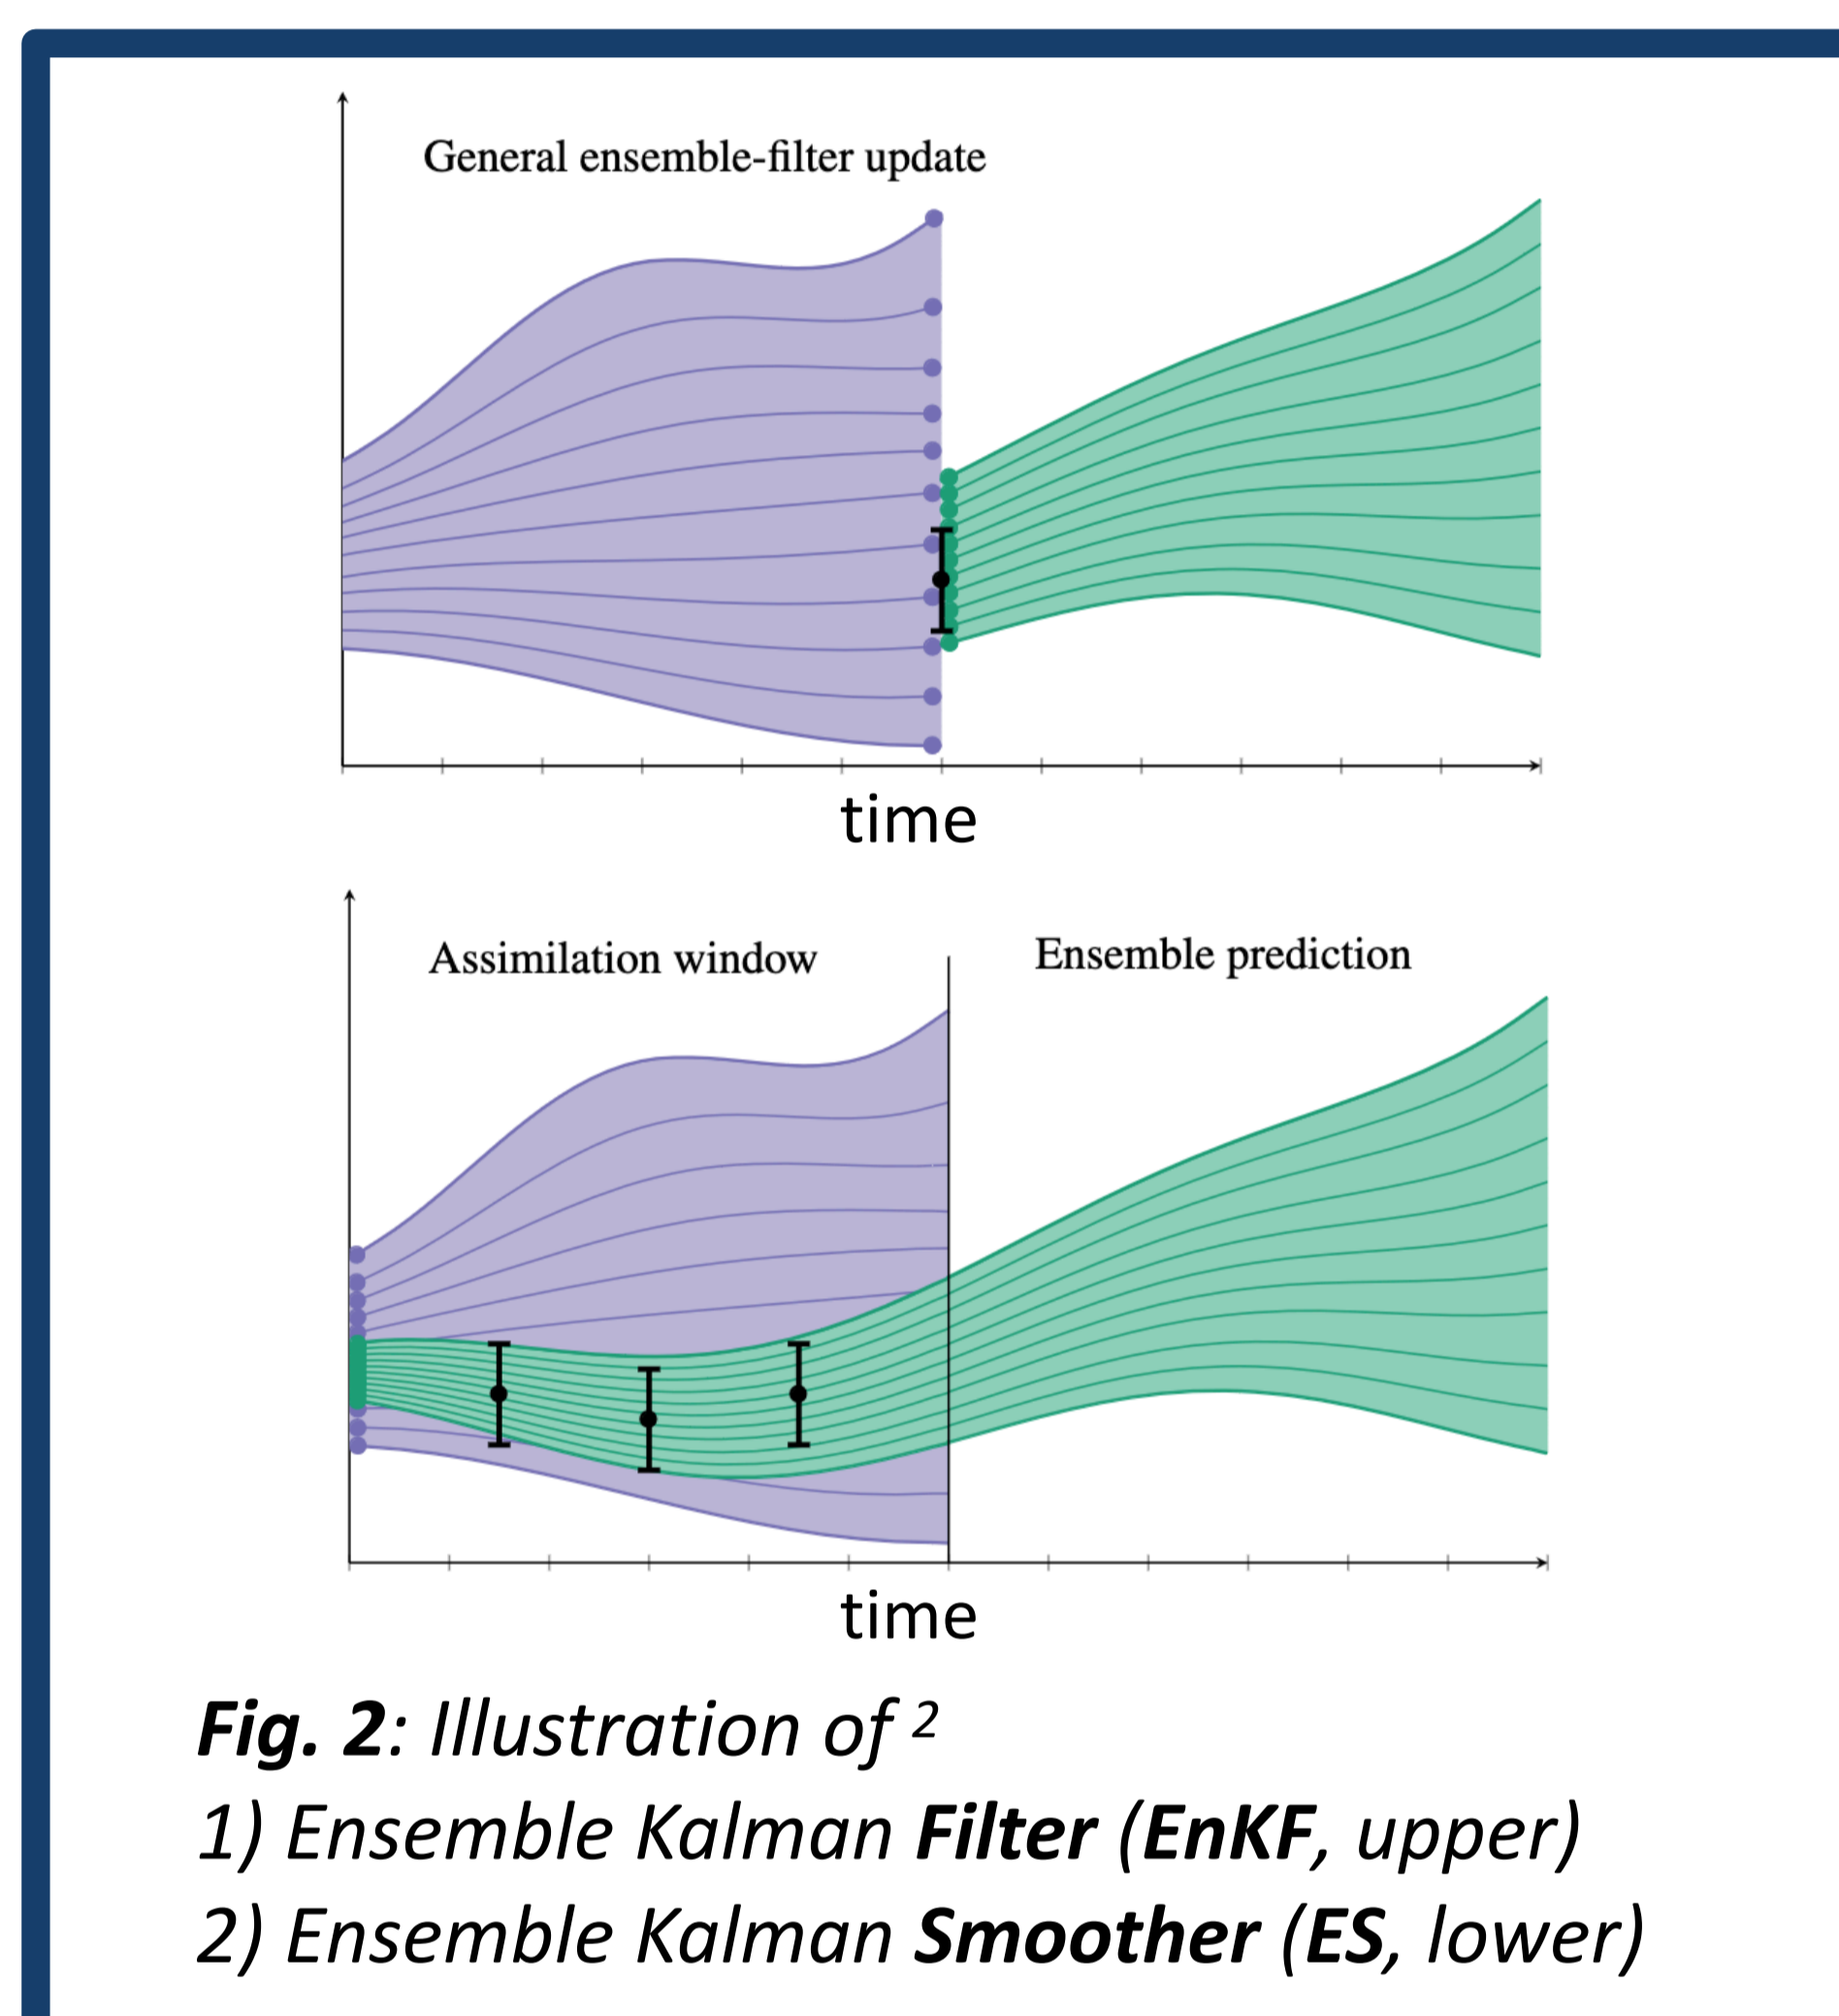 General ensemble-filter update
time
Assimilation window
Ensemble prediction
time
Fig. 2: Illustration of ²
1) Ensemble Kalman Filter (EnKF, upper)
2) Ensemble Kalman Smoother (ES, lower)